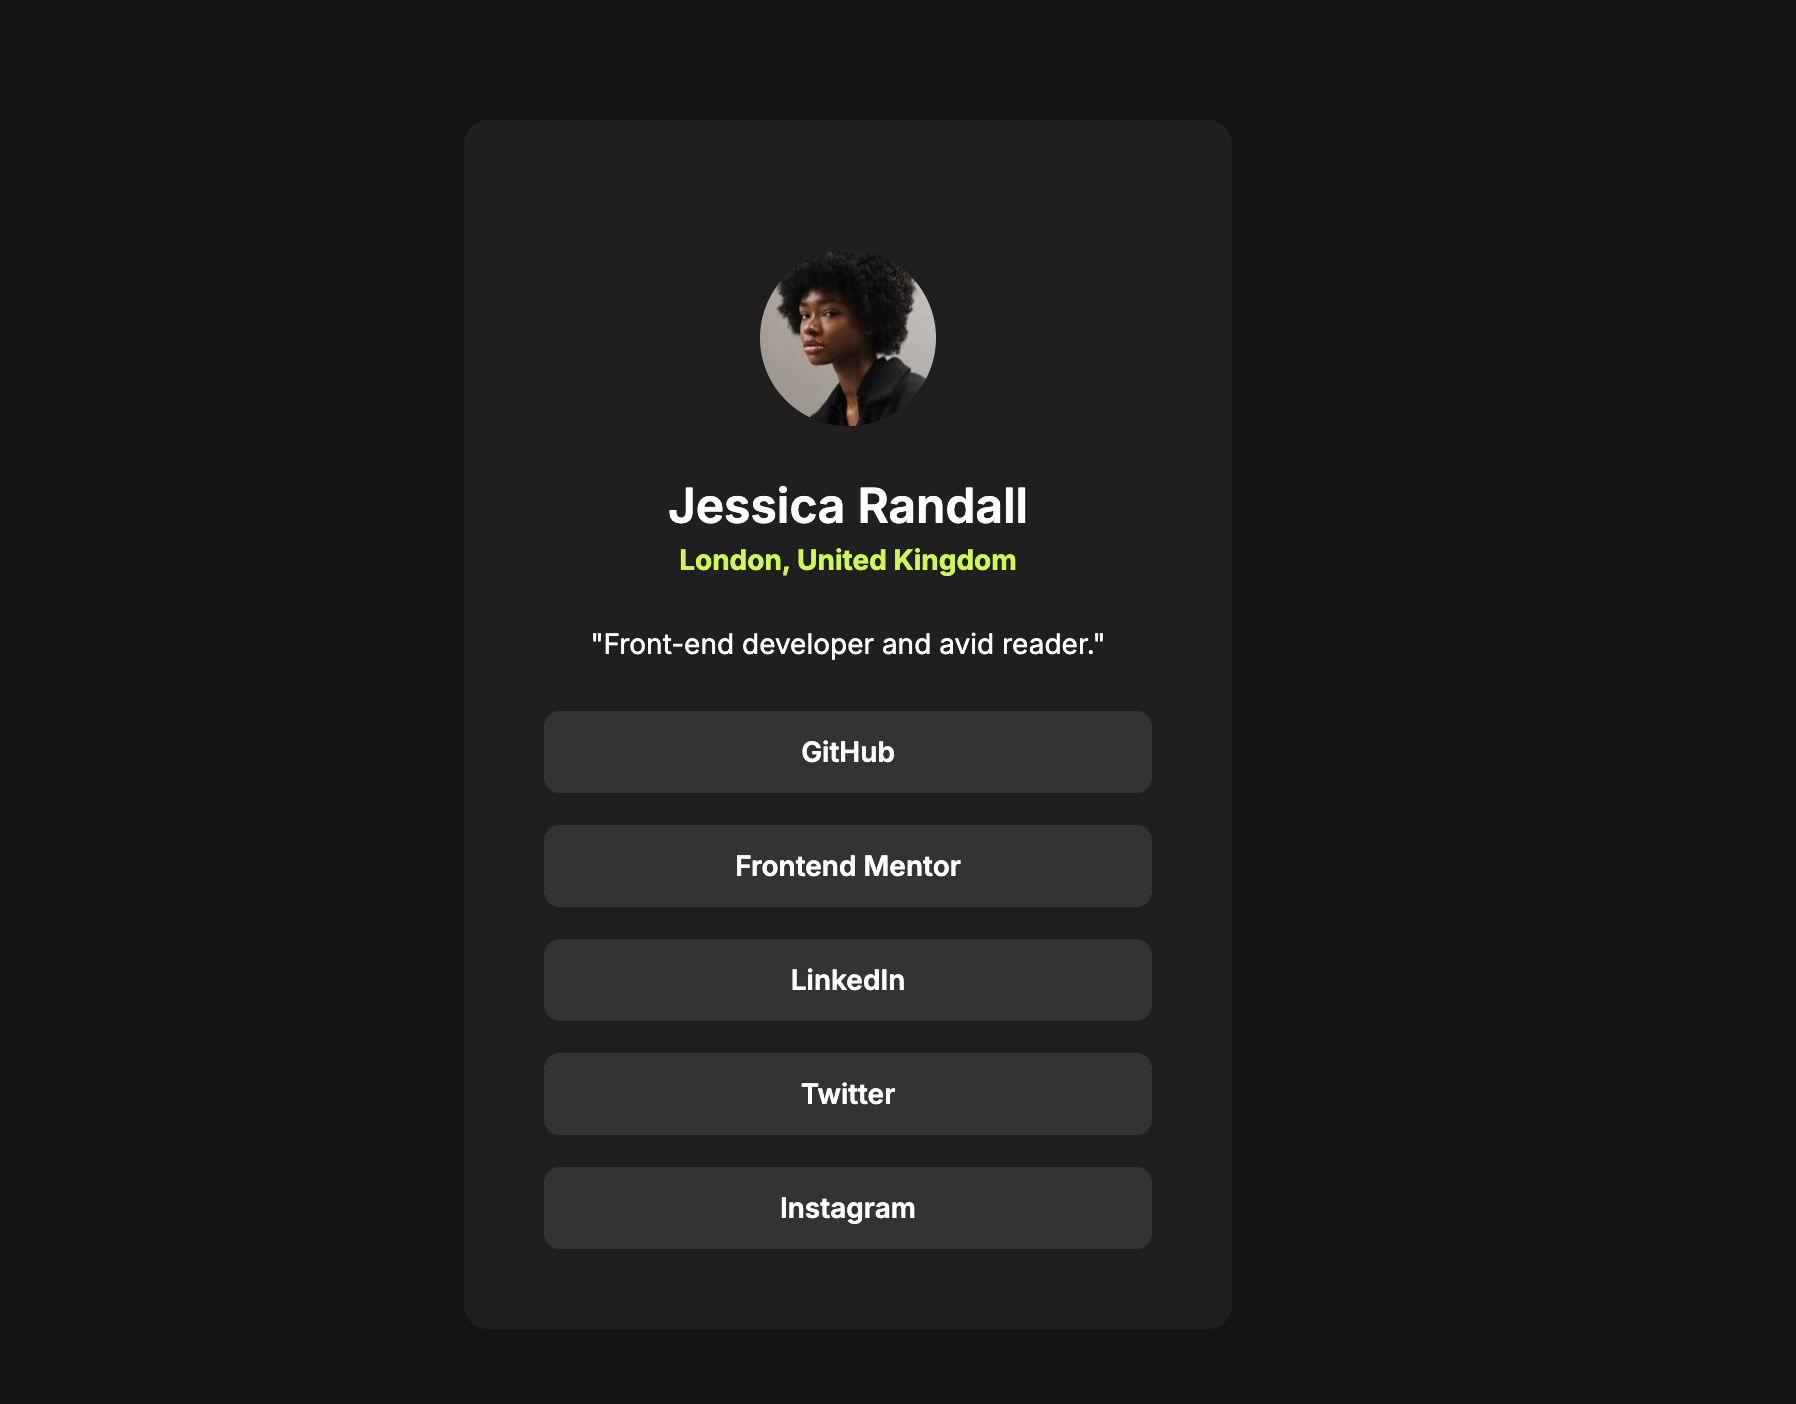 Jessica Randall
London, United Kingdom
"Front-end developer and avid reader."
GitHub
Frontend Mentor
LinkedIn
Twitter
Instagram